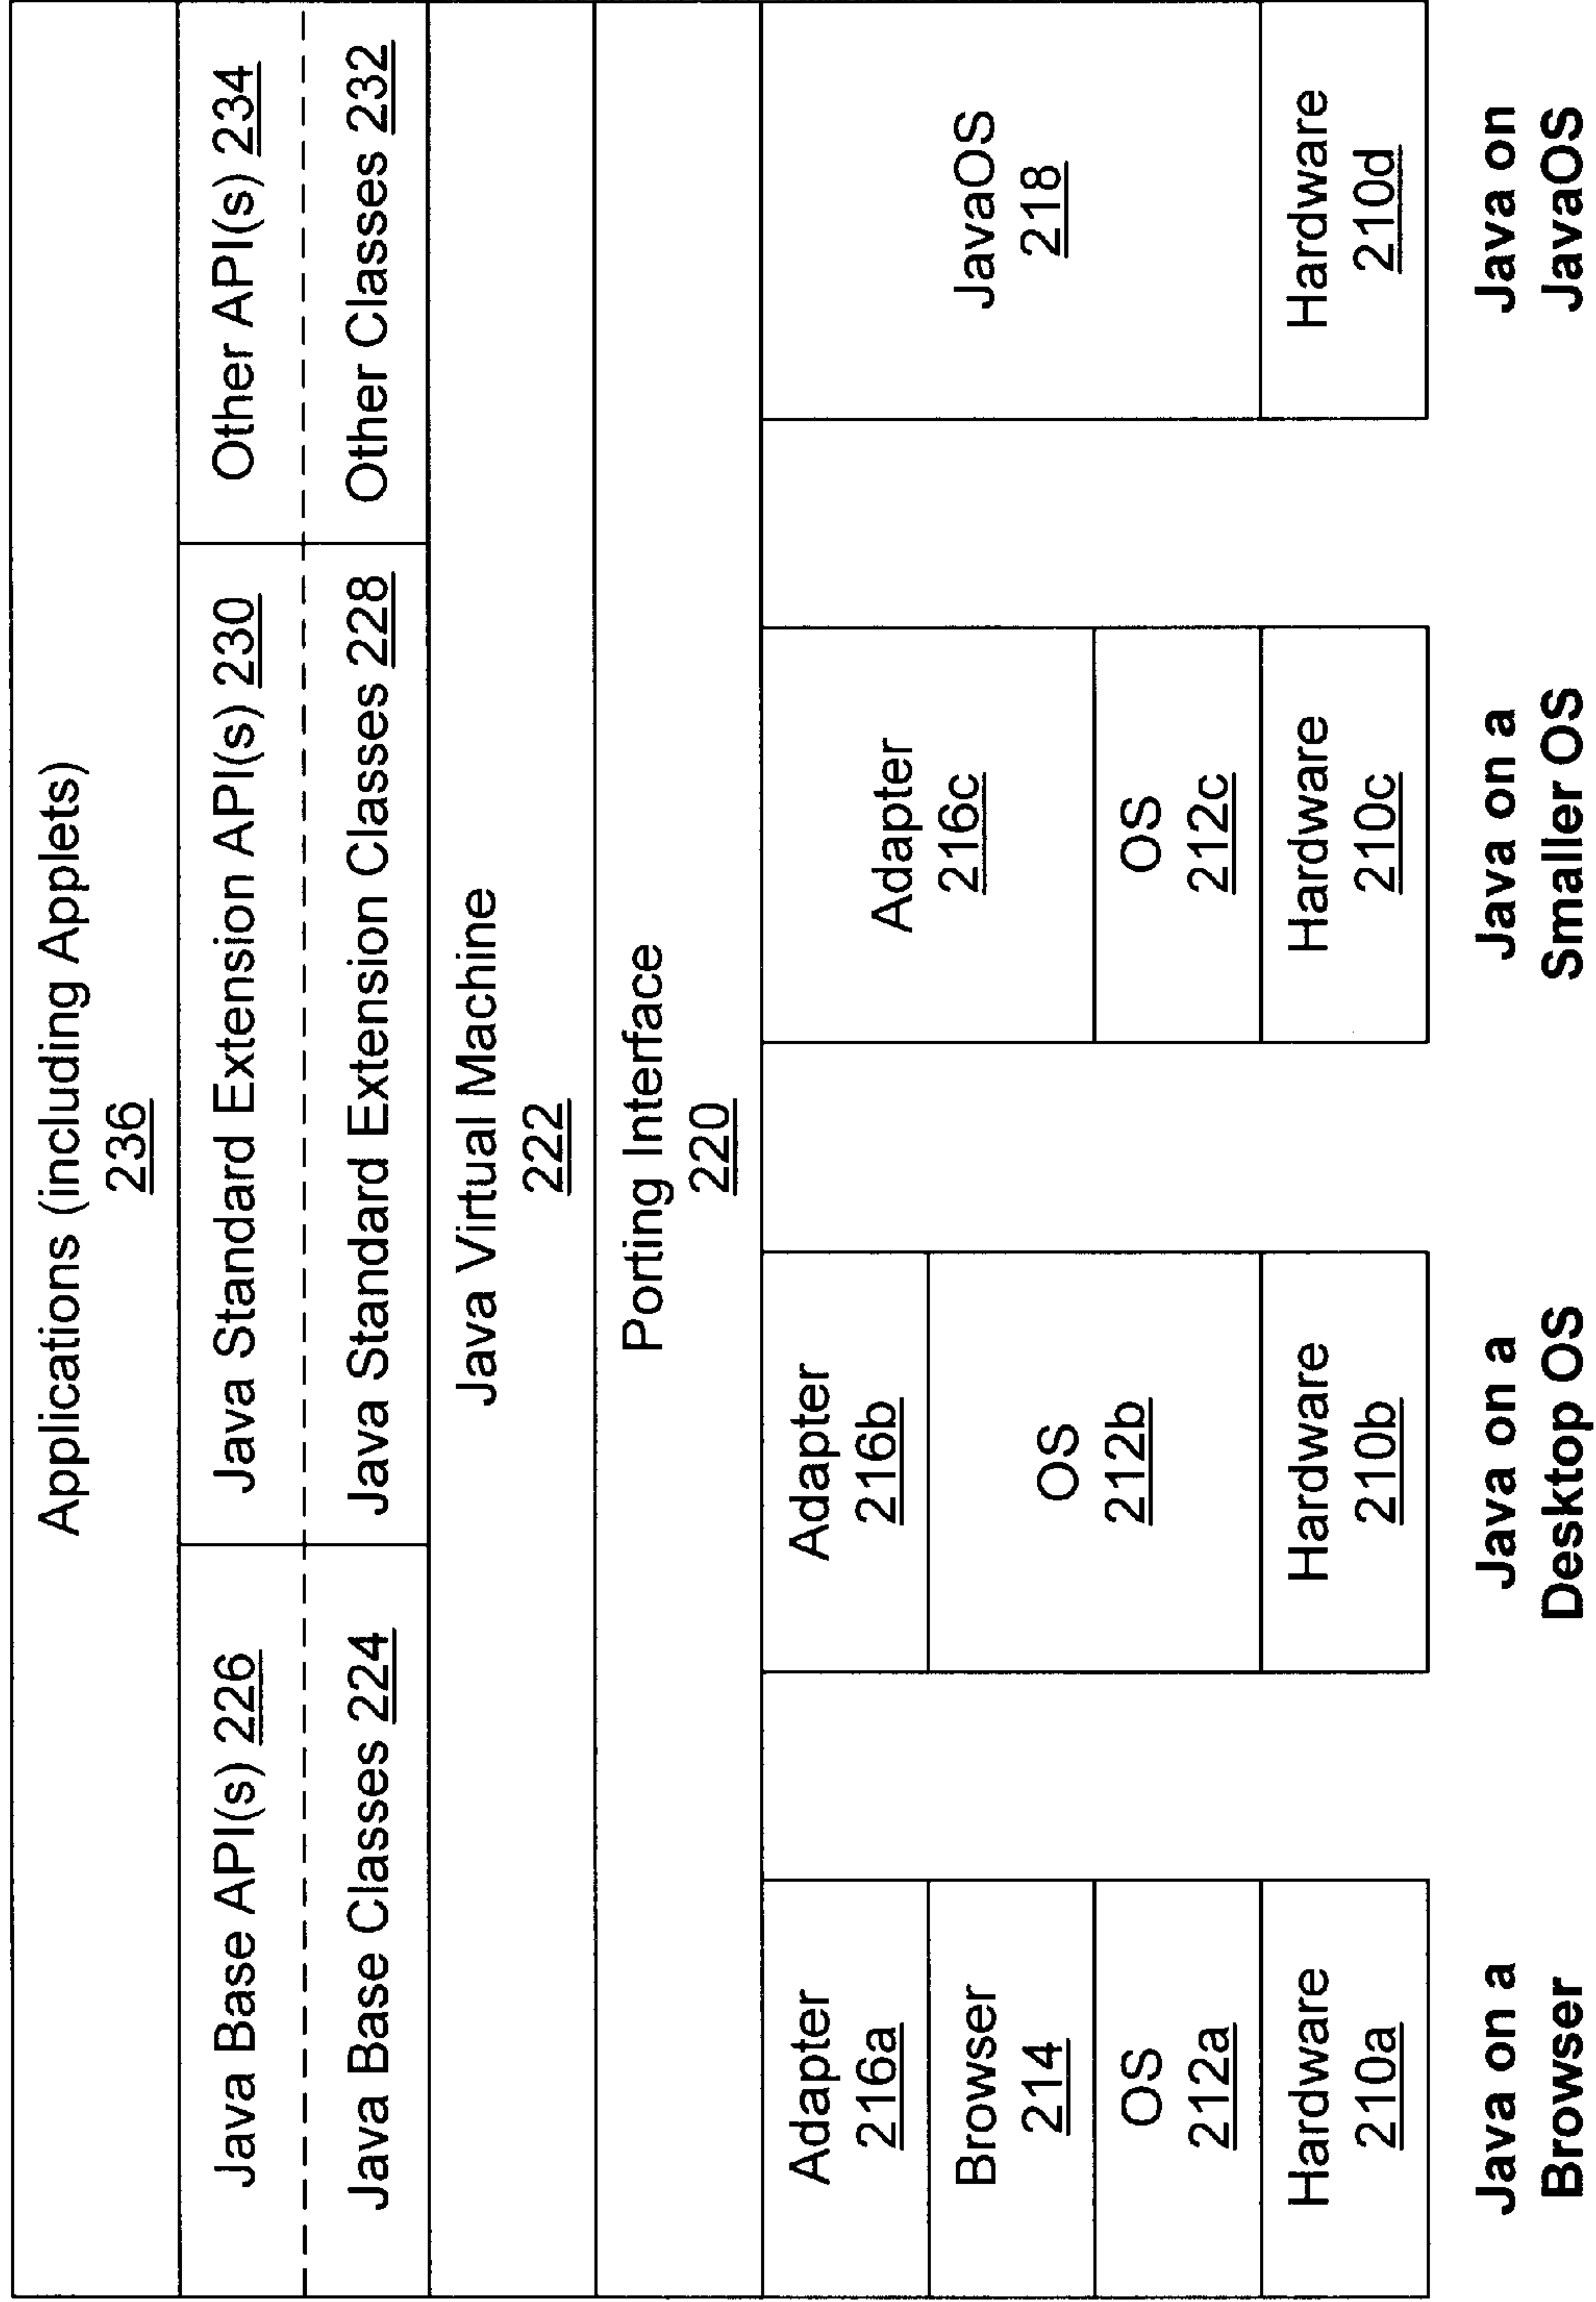 Applications (including Applets)
236
Java Base API(s) 226
Java Standard Extension API(s) 230
Other API(s) 234
Java Base Classes 224
Java Standard Extension Classes 228
Other Classes 232
Java Virtual Machine
222
Porting Interface
220
Adapter
216a
Browser
214
OS
212a
Hardware
210a
Java on a
Browser
Adapter
216b
OS
212b
Hardware
210b
Java on a
Desktop OS
Adapter
216c
OS
212c
Hardware
210c
Java on a
Smaller OS
JavaOS
218
Hardware
210d
Java on
JavaOS